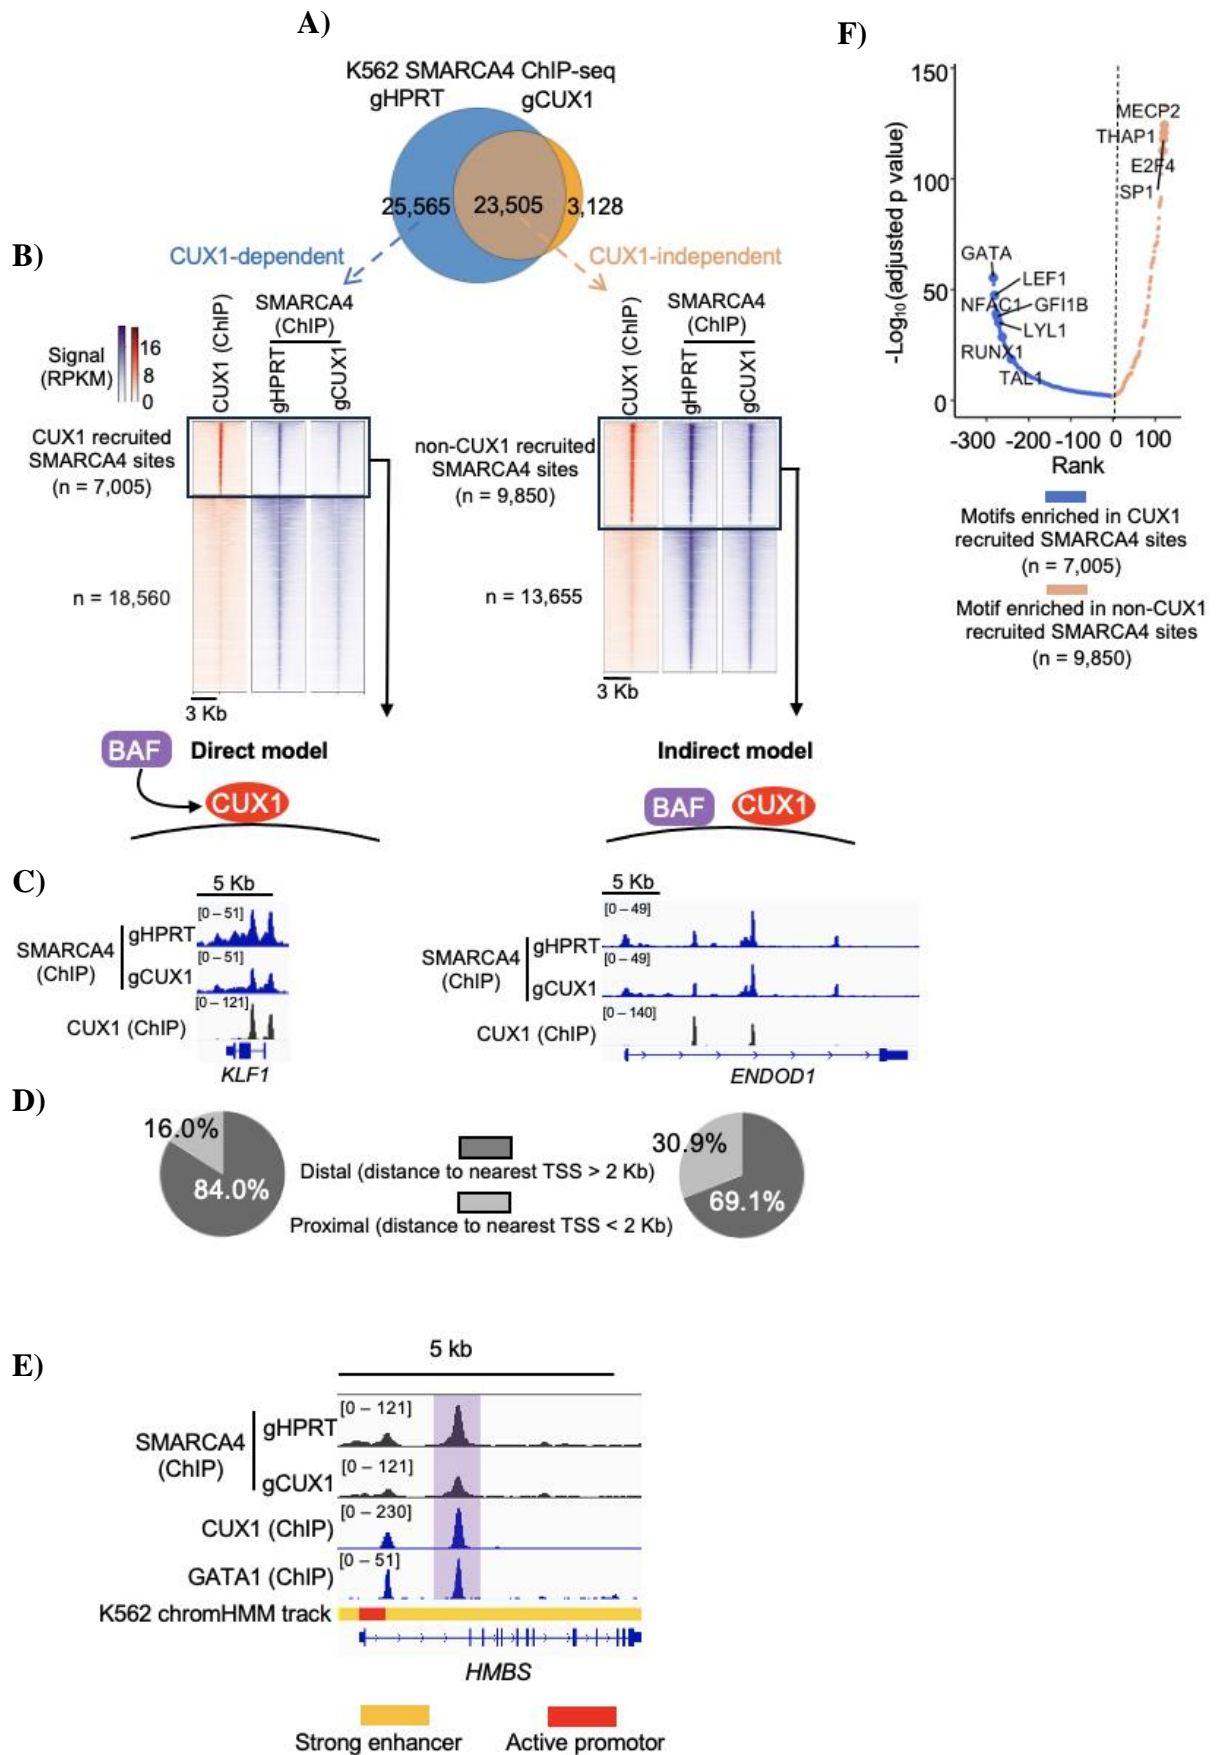 A)
K562 SMARCA4 ChIP-seq
gHPRT gCUX1
25,565 23,505 3,128
CUX1-dependent CUX1-independent
B)
Signal
(RPKM)
16
8
0
CUX1 (ChIP)
SMARCA4
(ChIP)
gHPRT
gCUX1
CUX1 recruited
SMARCA4 sites
(n = 7,005)
n = 18,560
3 Kb
CUX1 (ChIP)
SMARCA4
(ChIP)
gHPRT
gCUX1
non-CUX1 recruited
SMARCA4 sites
(n = 9,850)
n = 13,655
3 Kb
BAF
Direct model
CUX1
Indirect model
BAF CUX1
C)
5 Kb
SMARCA4
(ChIP)
gHPRT
[0 – 51]
gCUX1
[0 – 51]
CUX1 (ChIP)
[0 – 121]
KLF1
5 Kb
SMARCA4
(ChIP)
gHPRT
[0 – 49]
gCUX1
[0 – 49]
CUX1 (ChIP)
[0 – 140]
ENDOD1
D)
16.0%
84.0%
Distal (distance to nearest TSS > 2 Kb)
Proximal (distance to nearest TSS < 2 Kb)
30.9%
69.1%
E)
5 kb
SMARCA4
(ChIP)
gHPRT
[0 – 121]
gCUX1
[0 – 121]
CUX1 (ChIP)
[0 – 230]
GATA1 (ChIP)
[0 – 51]
K562 chromHMM track
HMBS
Strong enhancer
Active promotor
F)
-Log₁₀(adjusted p value)
150
100
50
0
MECP2
THAP1
E2F4
SP1
GATA
LEF1
NFAC1
GFI1B
LYL1
RUNX1
TAL1
-300 -200 -100 0 100
Rank
Motifs enriched in CUX1
recruited SMARCA4 sites
(n = 7,005)
Motif enriched in non-CUX1
recruited SMARCA4 sites
(n = 9,850)